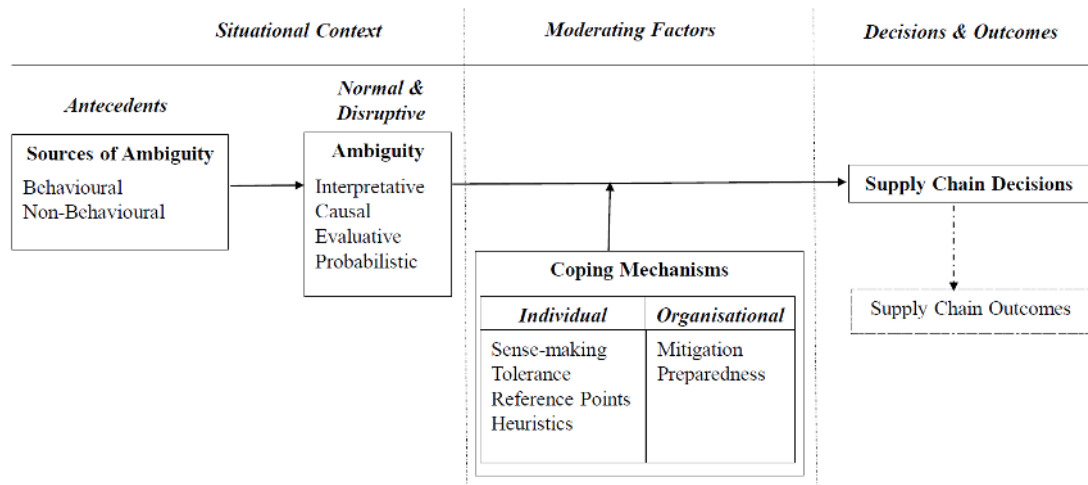 Situational Context
Moderating Factors
Decisions & Outcomes
Antecedents
Normal &
Disruptive
Sources of Ambiguity
Behavioural
Non-Behavioural
Ambiguity
Interpretative
Causal
Evaluative
Probabilistic
Coping Mechanisms
Individual
Sense-making
Tolerance
Reference Points
Heuristics
Organisational
Mitigation
Preparedness
Supply Chain Decisions
Supply Chain Outcomes